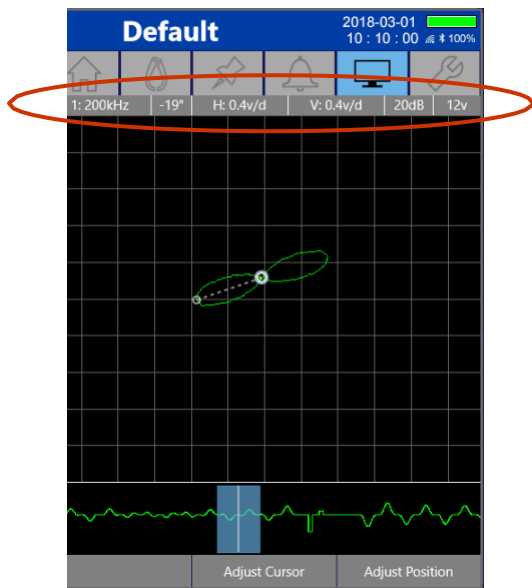 Default
2018-03-01
10 : 10 : 00 100%
1: 200kHz -19° H: 0.4v/d V: 0.4v/d 20dB 12v
Adjust Cursor Adjust Position